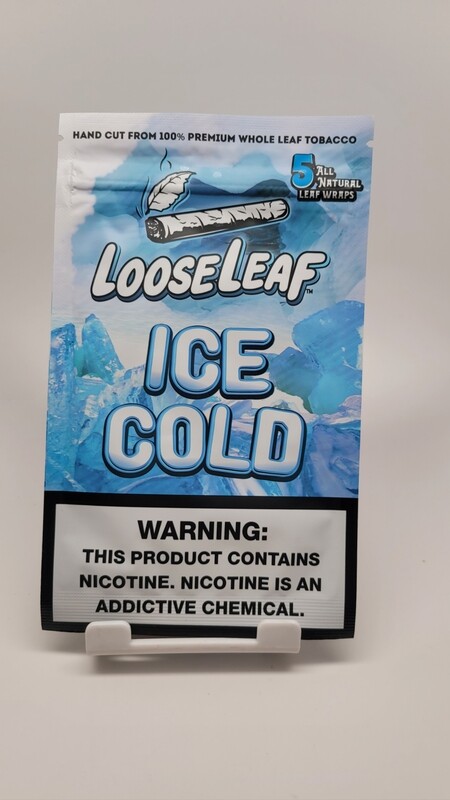 HAND CUT FROM 100% PREMIUM WHOLE LEAF TOBACCO
5 ALL
NATURAL
LEAF WRAPS
LOOSELEAF™
ICE
COLD
WARNING:
THIS PRODUCT CONTAINS
NICOTINE. NICOTINE IS AN
ADDICTIVE CHEMICAL.